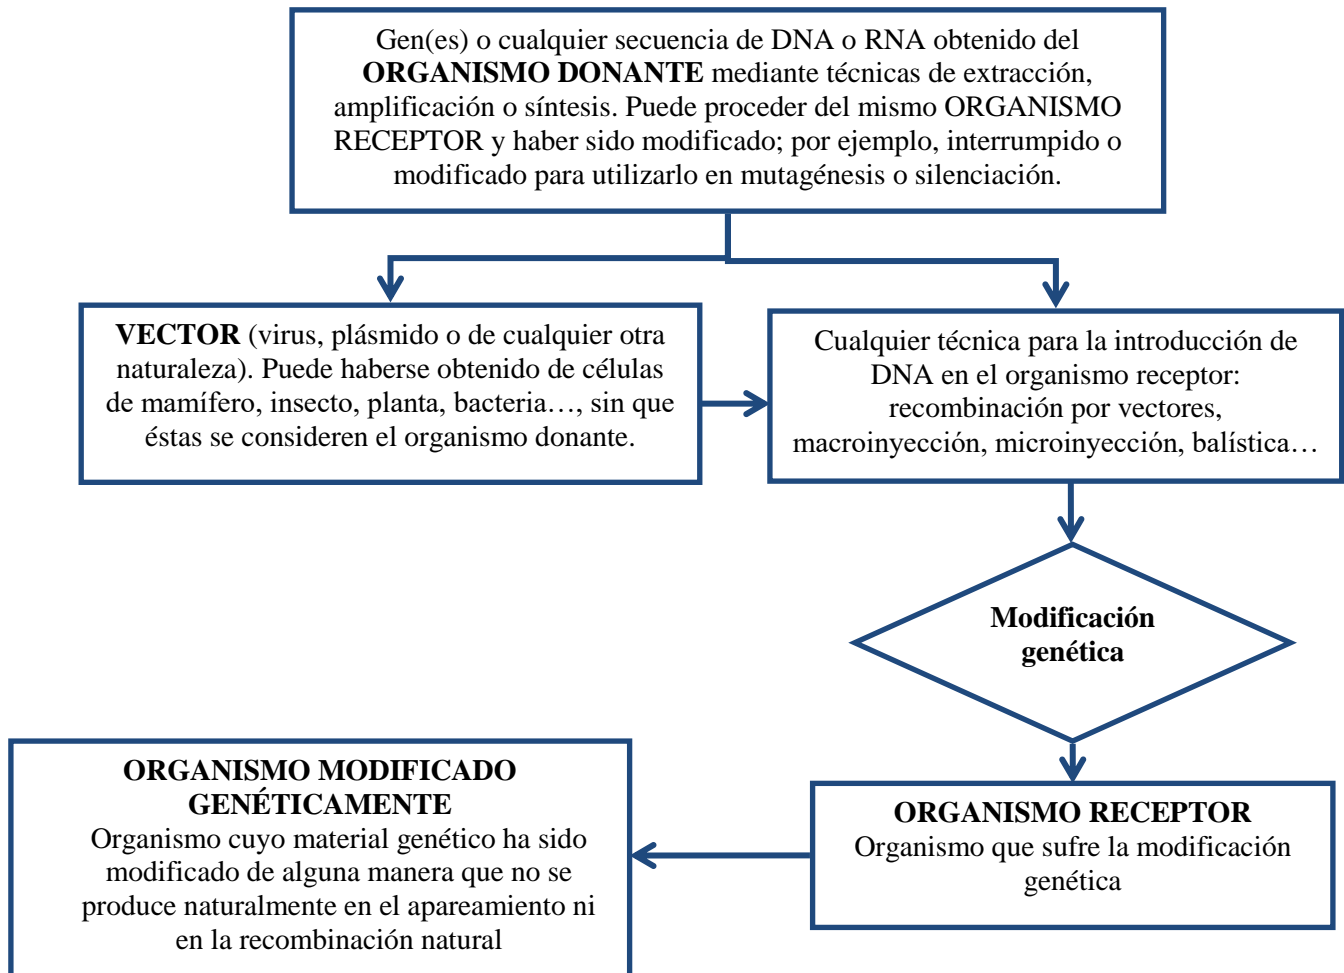 Gen(es) o cualquier secuencia de DNA o RNA obtenido del
ORGANISMO DONANTE mediante técnicas de extracción,
amplificación o síntesis. Puede proceder del mismo ORGANISMO
RECEPTOR y haber sido modificado; por ejemplo, interrumpido o
modificado para utilizarlo en mutagénesis o silenciación.
VECTOR (virus, plásmido o de cualquier otra
naturaleza). Puede haberse obtenido de células
de mamífero, insecto, planta, bacteria…, sin que
éstas se consideren el organismo donante.
Cualquier técnica para la introducción de
DNA en el organismo receptor:
recombinación por vectores,
macroinyección, microinyección, balística…
Modificación
genética
ORGANISMO RECEPTOR
Organismo que sufre la modificación
genética
ORGANISMO MODIFICADO
GENÉTICAMENTE
Organismo cuyo material genético ha sido
modificado de alguna manera que no se
produce naturalmente en el apareamiento ni
en la recombinación natural